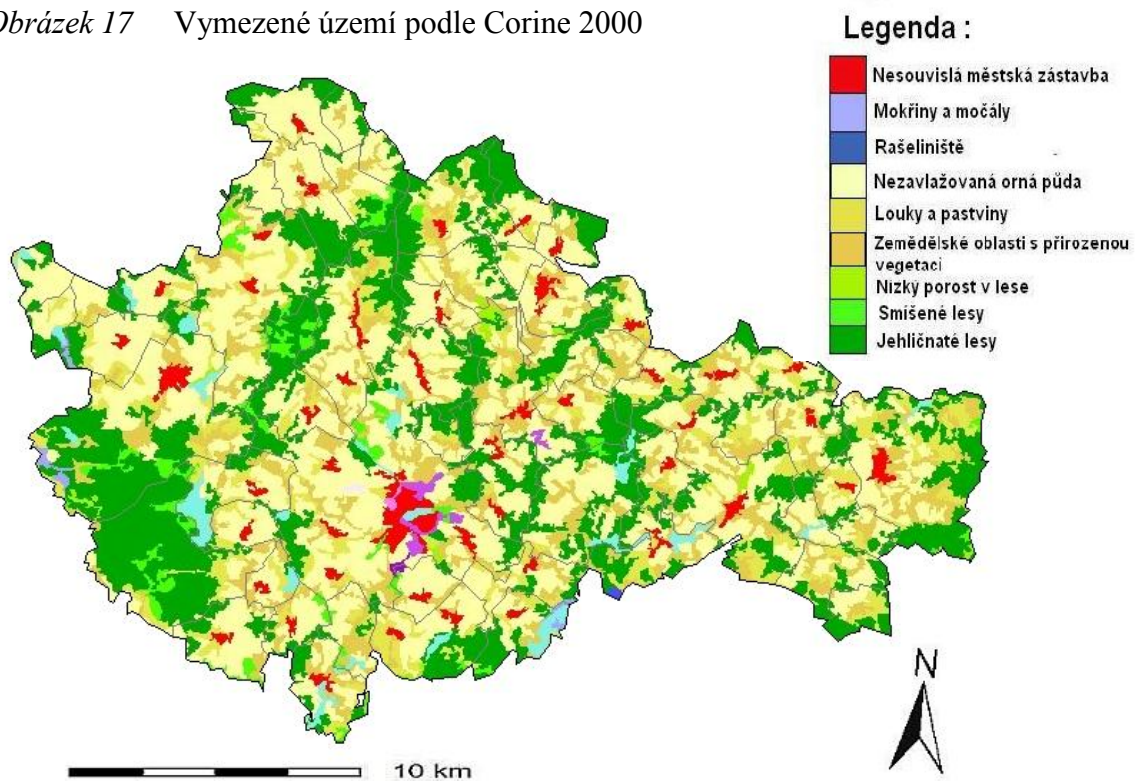 Obrázek 17 Vymezené území podle Corine 2000
Legenda :
Nesouvislá městská zástavba
Mokřiny a močály
Rašeliniště
Nezavlažovaná orná půda
Louky a pastviny
Zemědělské oblasti s přirozenou
vegetací
Nízký porost v lese
Smíšené lesy
Jehličnaté lesy
N
10 km